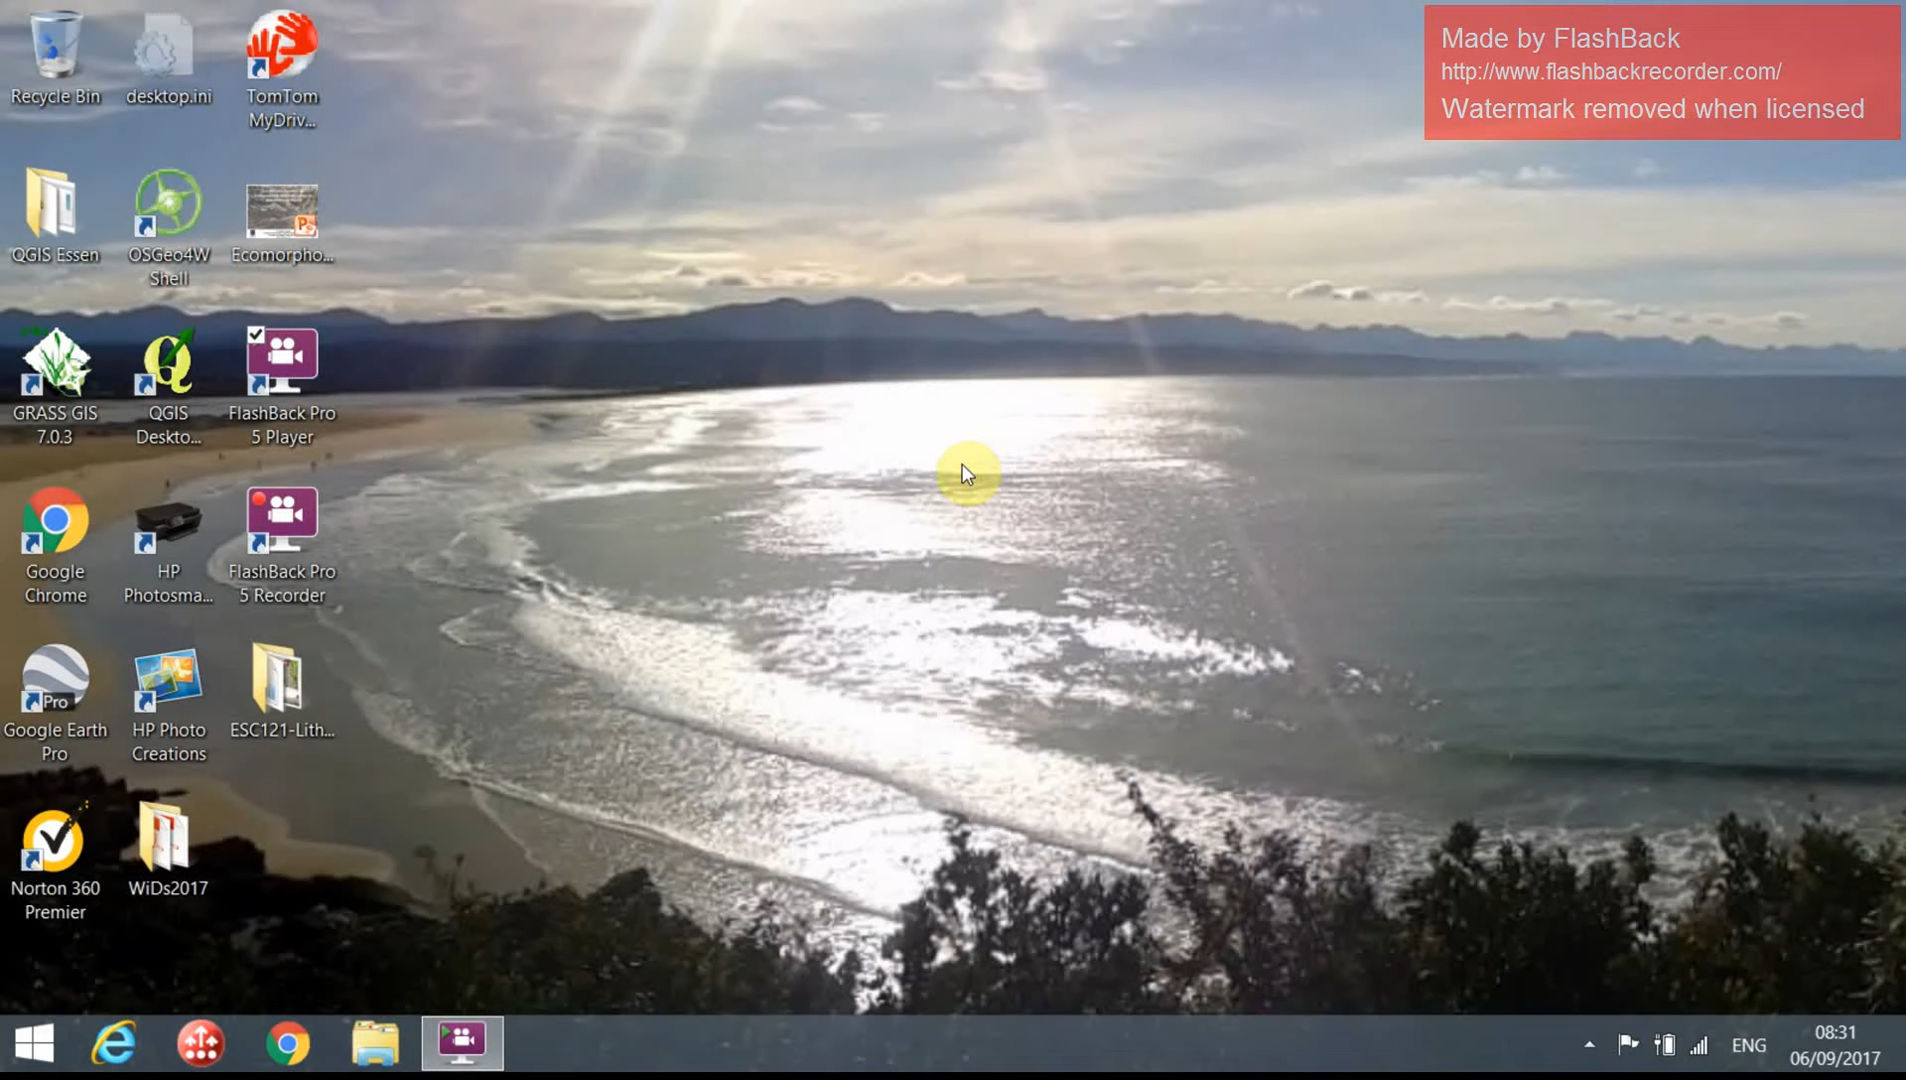 Made by FlashBack
http://www.flashbackrecorder.com/
Watermark removed when licensed
Recycle Bin
desktop.ini
TomTom
MyDriv...
QGIS Essen
OSGeo4W
Shell
Ecomorpho...
GRASS GIS
7.0.3
QGIS
Deskto...
FlashBack Pro
5 Player
Google
Chrome
HP
Photosma...
FlashBack Pro
5 Recorder
Pro
Google Earth
Pro
HP Photo
Creations
ESC121-Lith...
Norton 360
Premier
WiDs2017
ENG
08:31
06/09/2017